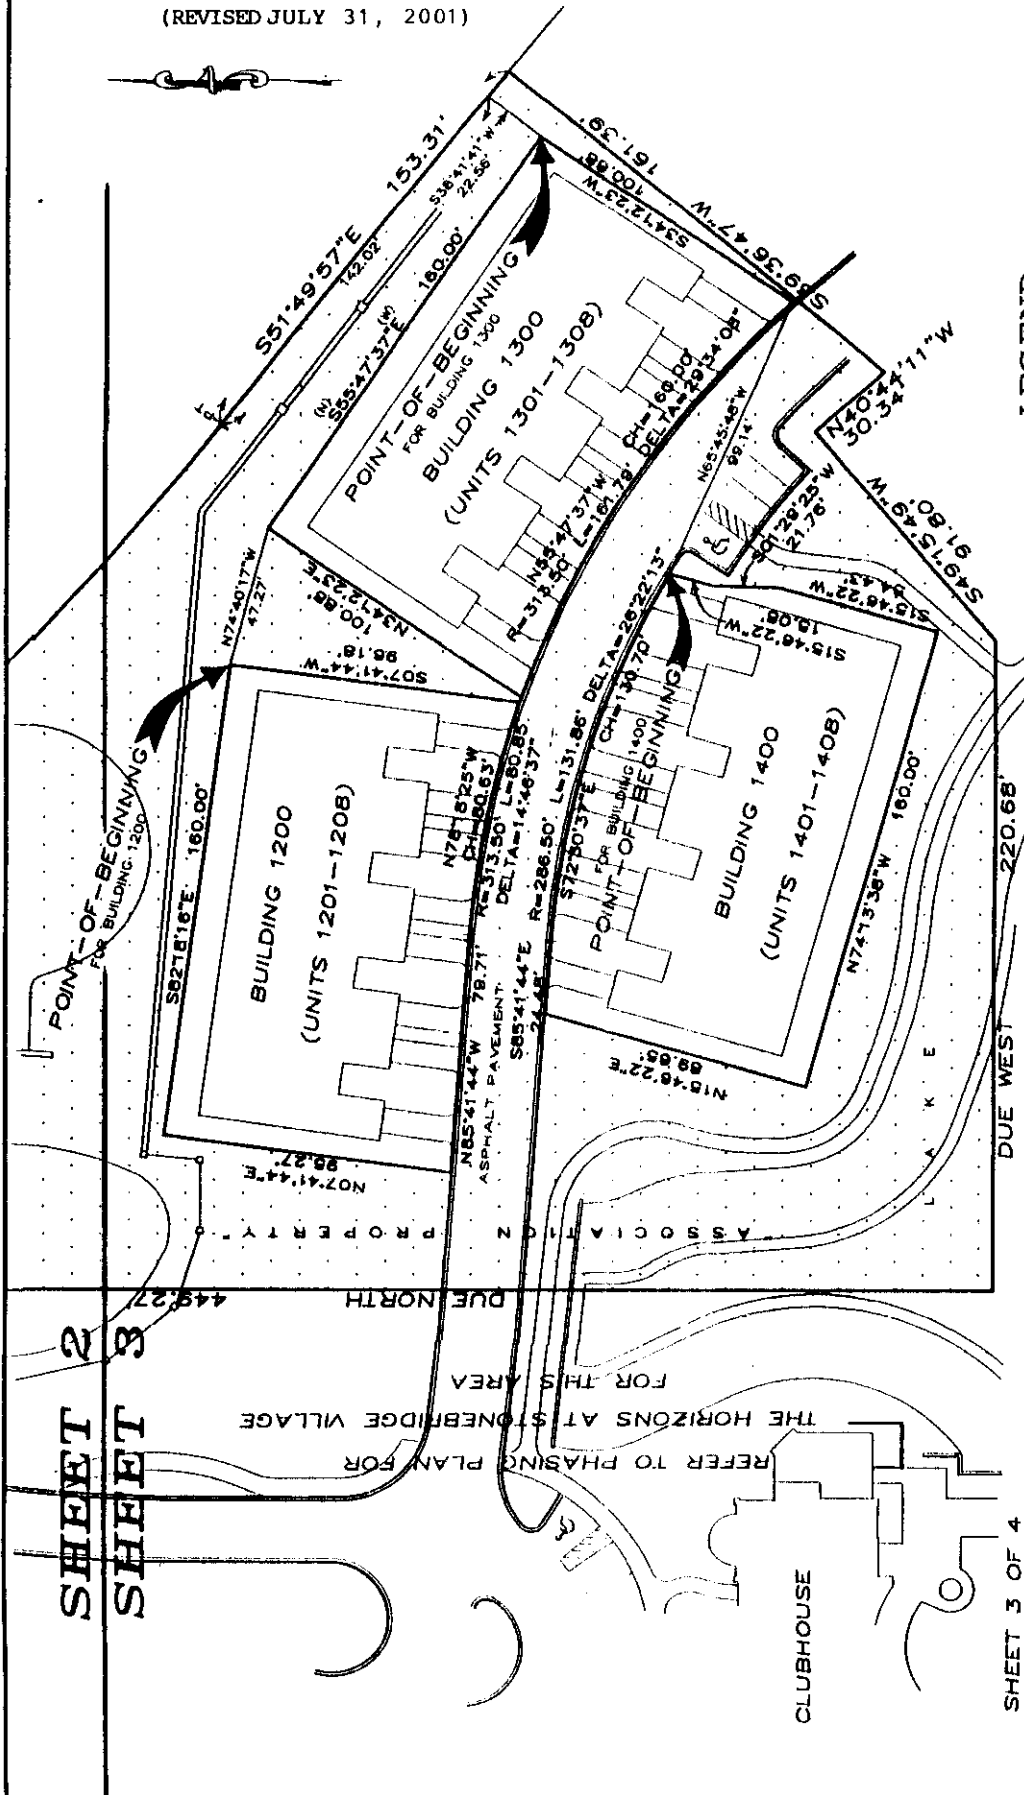 (REVISED JULY 31, 2001)
S51°49'57"E
153.31'
142.02'
S38°41'41"W
22.56'
161.39'
S39°36'47"W
100.88'
S34°12'23"W
(N)
S55°47'37"E
(M)
160.00'
POINT-OF-BEGINNING
FOR BUILDING 1300
BUILDING 1300
(UNITS 1301-1308)
N55°47'37"W
CH=160.00'
R=313.50'
L=161.79'
DELTA=29°34'08"
N74°40'17"W
47.27'
N34°12'23"E
100.88'
S07°41'44"W
95.18'
N65°45'48"W
99.14'
N40°44'11"W
30.34'
S49°15'49"W
91.80'
S01°29'25"W
21.76'
S15°46'22"W
54.43'
S15°46'22"W
15.06'
POINT-OF-BEGINNING
FOR BUILDING 1200
S82°18'16"E
160.00'
BUILDING 1200
(UNITS 1201-1208)
N78°18'25"W
CH=80.63'
R=313.50'
L=80.85'
DELTA=14°46'37"
N85°41'44"W
79.71'
ASPHALT PAVEMENT
S85°41'44"E
24.48'
R=286.50'
L=131.86'
DELTA=26°22'13"
S72°30'37"E
CH=130.70'
FOR BUILDING 1400
POINT-OF-BEGINNING
BUILDING 1400
(UNITS 1401-1408)
N74°13'38"W
160.00'
N15°46'22"E
89.65'
N07°41'44"E
95.27'
LAKE
DUE WEST
220.68'
"ASSOCIATION PROPERTY"
DUE NORTH
449.27
SHEET 2
SHEET 3
REFER TO PHASING PLAN FOR
THE HORIZONS AT STONEBRIDGE VILLAGE
FOR THIS AREA
CLUBHOUSE
SHEET 3 OF 4